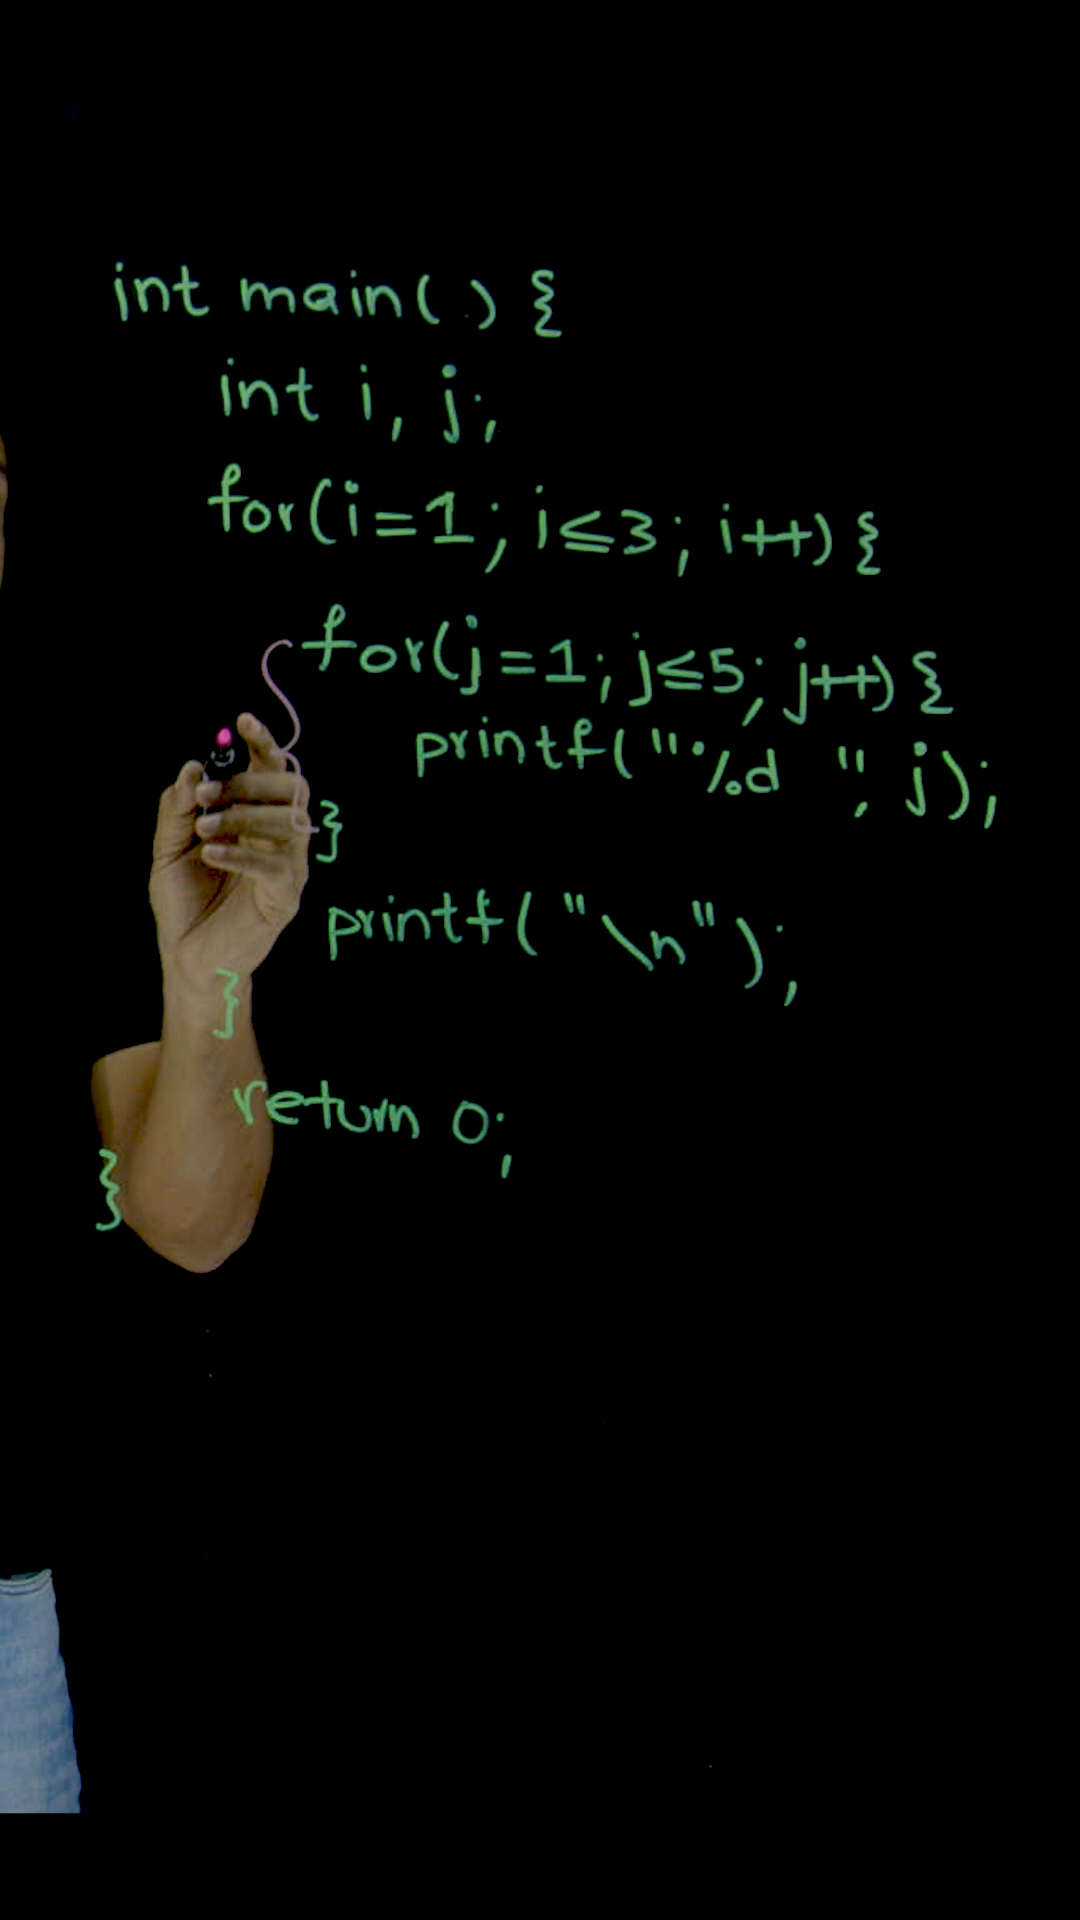 int main() {
int i, j;
for(i=1; i≤3; i++) {
for(j=1; j≤5; j++) {
printf("%d ", j);
}
printf("\n");
}
return 0;
}